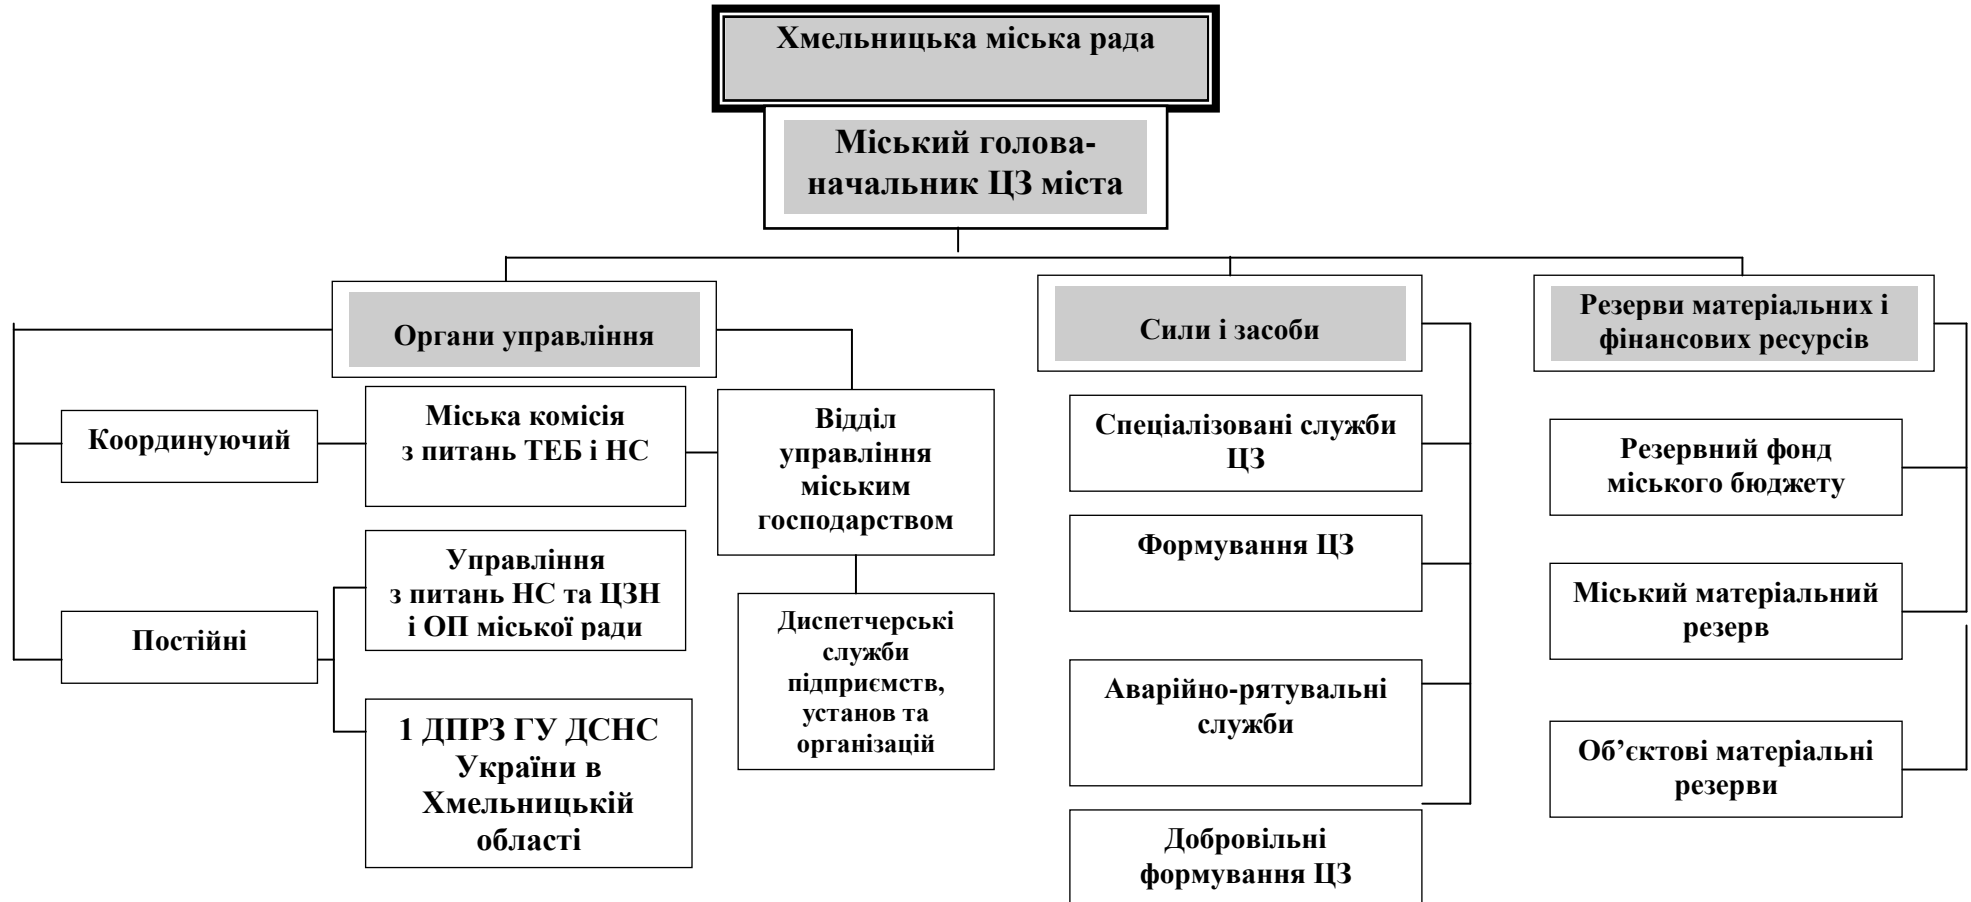 Хмельницька міська рада
Міський голова-
начальник ЦЗ міста
Органи управління
Сили і засоби
Резерви матеріальних і
фінансових ресурсів
Координуючий
Міська комісія
з питань ТЕБ і НС
Відділ
управління
міським
господарством
Постійні
Управління
з питань НС та ЦЗН
і ОП міської ради
1 ДПРЗ ГУ ДСНС
України в
Хмельницькій
області
Диспетчерські
служби
підприємств,
установ та
організацій
Спеціалізовані служби
ЦЗ
Формування ЦЗ
Аварійно-рятувальні
служби
Добровільні
формування ЦЗ
Резервний фонд
міського бюджету
Міський матеріальний
резерв
Об’єктові матеріальні
резерви